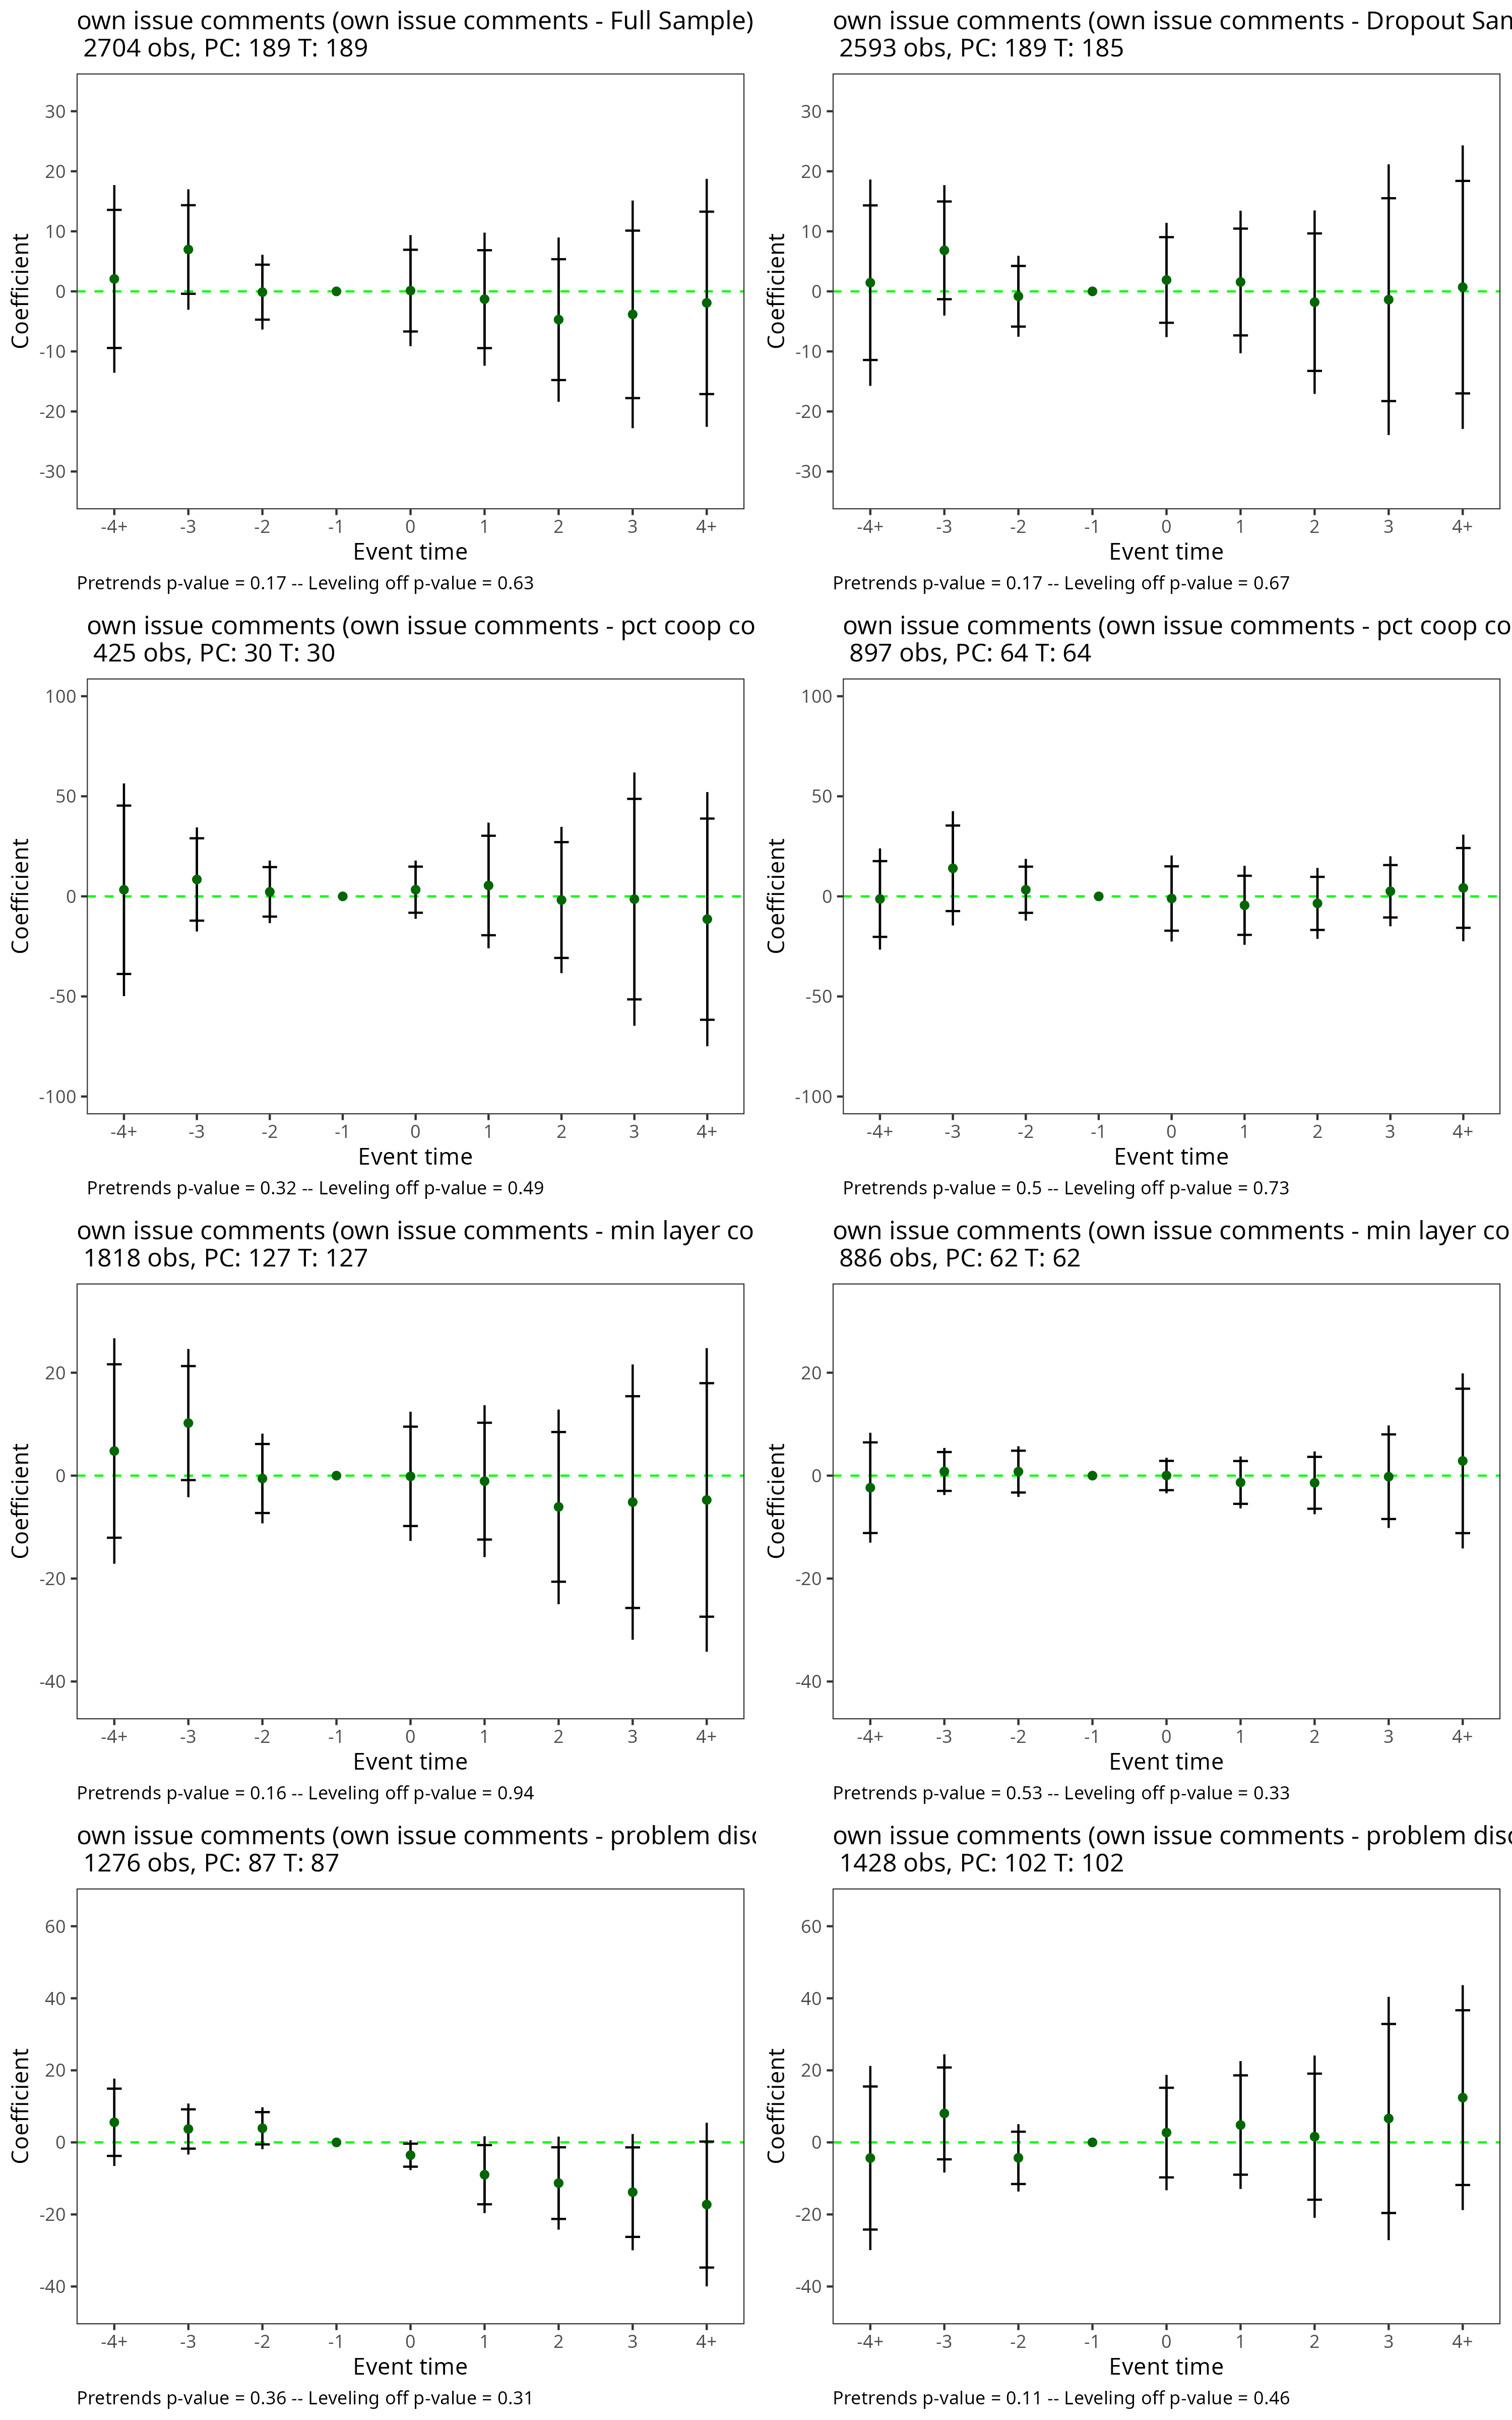 own issue comments (own issue comments - Full Sample)
2704 obs, PC: 189 T: 189
30
20
10
0
-10
-20
-30
Coefficient
-4+ -3 -2 -1 0 1 2 3 4+
Event time
Pretrends p-value = 0.17 -- Leveling off p-value = 0.63
own issue comments (own issue comments - Dropout Sam
2593 obs, PC: 189 T: 185
30
20
10
0
-10
-20
-30
Coefficient
-4+ -3 -2 -1 0 1 2 3 4+
Event time
Pretrends p-value = 0.17 -- Leveling off p-value = 0.67
own issue comments (own issue comments - pct coop co
425 obs, PC: 30 T: 30
100
50
0
-50
-100
Coefficient
-4+ -3 -2 -1 0 1 2 3 4+
Event time
Pretrends p-value = 0.32 -- Leveling off p-value = 0.49
own issue comments (own issue comments - pct coop co
897 obs, PC: 64 T: 64
100
50
0
-50
-100
Coefficient
-4+ -3 -2 -1 0 1 2 3 4+
Event time
Pretrends p-value = 0.5 -- Leveling off p-value = 0.73
own issue comments (own issue comments - min layer co
1818 obs, PC: 127 T: 127
20
0
-20
-40
Coefficient
-4+ -3 -2 -1 0 1 2 3 4+
Event time
Pretrends p-value = 0.16 -- Leveling off p-value = 0.94
own issue comments (own issue comments - min layer co
886 obs, PC: 62 T: 62
20
0
-20
-40
Coefficient
-4+ -3 -2 -1 0 1 2 3 4+
Event time
Pretrends p-value = 0.53 -- Leveling off p-value = 0.33
own issue comments (own issue comments - problem disc
1276 obs, PC: 87 T: 87
60
40
20
0
-20
-40
Coefficient
-4+ -3 -2 -1 0 1 2 3 4+
Event time
Pretrends p-value = 0.36 -- Leveling off p-value = 0.31
own issue comments (own issue comments - problem disc
1428 obs, PC: 102 T: 102
60
40
20
0
-20
-40
Coefficient
-4+ -3 -2 -1 0 1 2 3 4+
Event time
Pretrends p-value = 0.11 -- Leveling off p-value = 0.46